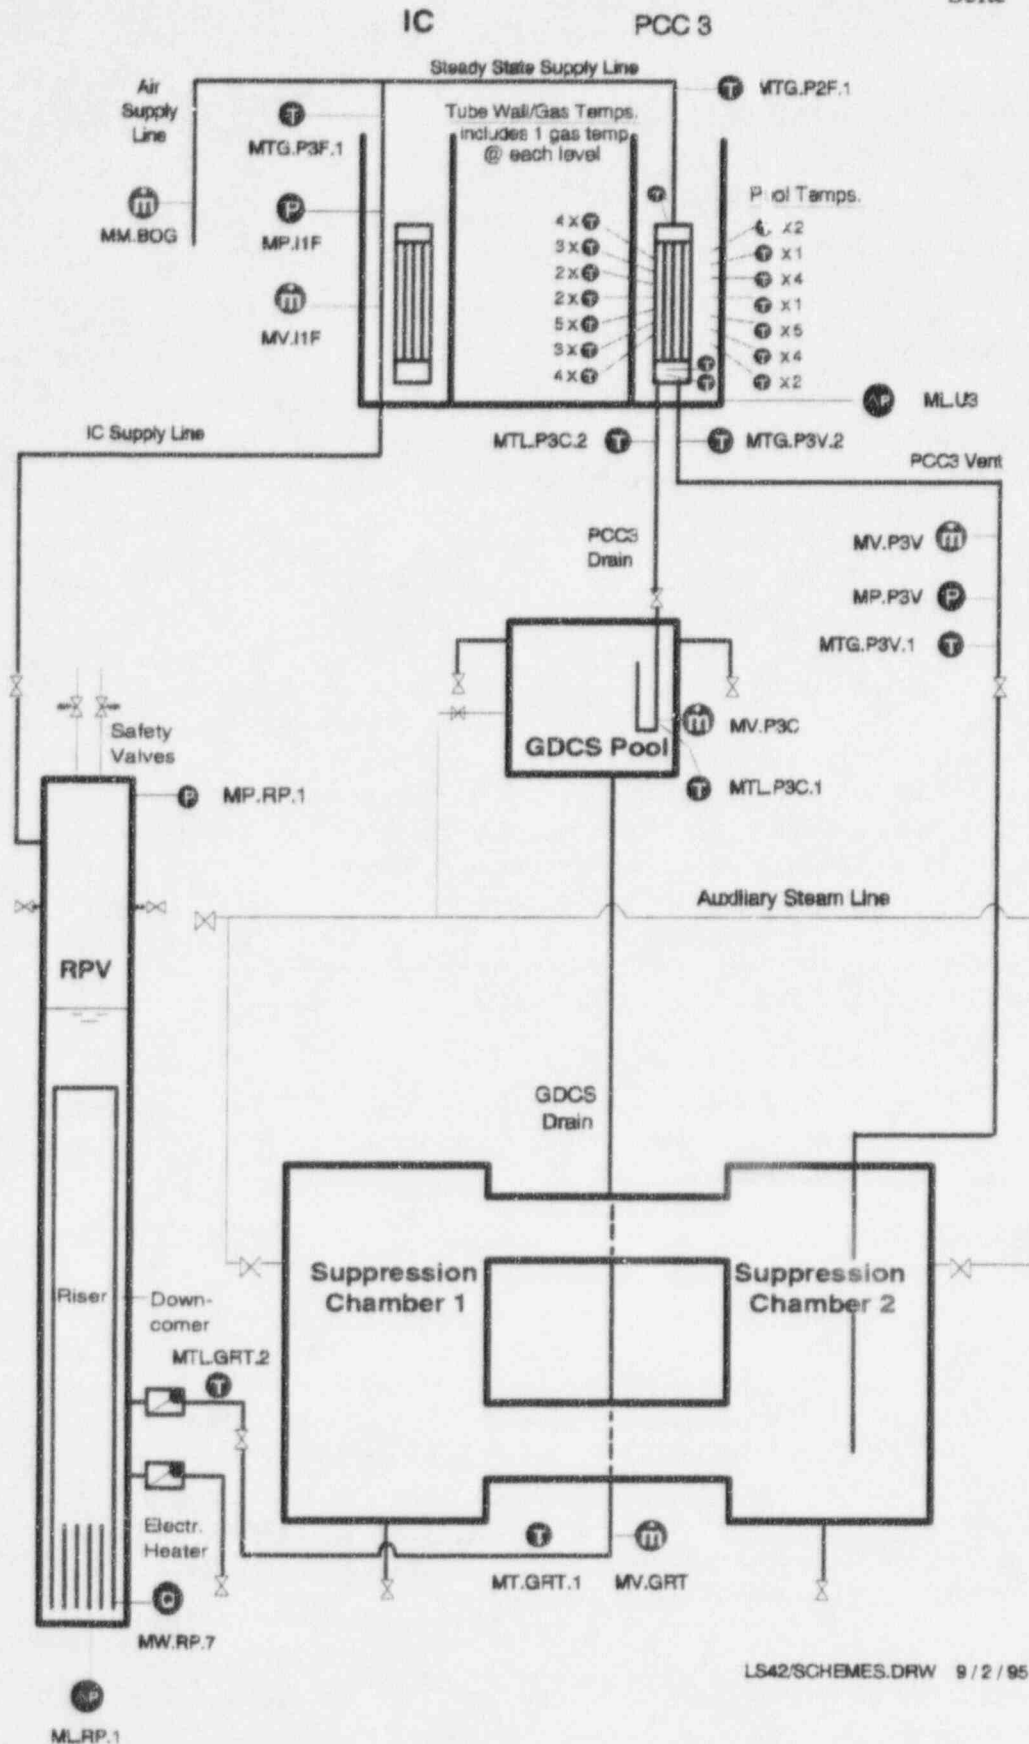 IC
PCC 3
Steady State Supply Line
Air
Supply
Line
MTG.P3F.1
Tube Wall/Gas Temps.
includes 1 gas temp
@ each level
MTG.P2F.1
MM.BOG
MP.I1F
MV.I1F
4 X T
3 X T
2 X T
2 X T
5 X T
3 X T
4 X T
Pool Temps.
X2
T X1
T X4
T X1
T X5
T X4
T X2
ML.U3
IC Supply Line
MTL.P3C.2
MTG.P3V.2
PCC3 Vent
PCC3
Drain
MV.P3V
MP.P3V
MTG.P3V.1
Safety
Valves
MP.RP.1
GDCS Pool
MV.P3C
MTL.P3C.1
Auxiliary Steam Line
RPV
GDCS
Drain
Riser
Down-
comer
MTL.GRT.2
Suppression
Chamber 1
Suppression
Chamber 2
Electr.
Heater
MT.GRT.1
MV.GRT
MW.RP.7
ML.RP.1
LS42/SCHEMES.DRW 9 / 2 / 95